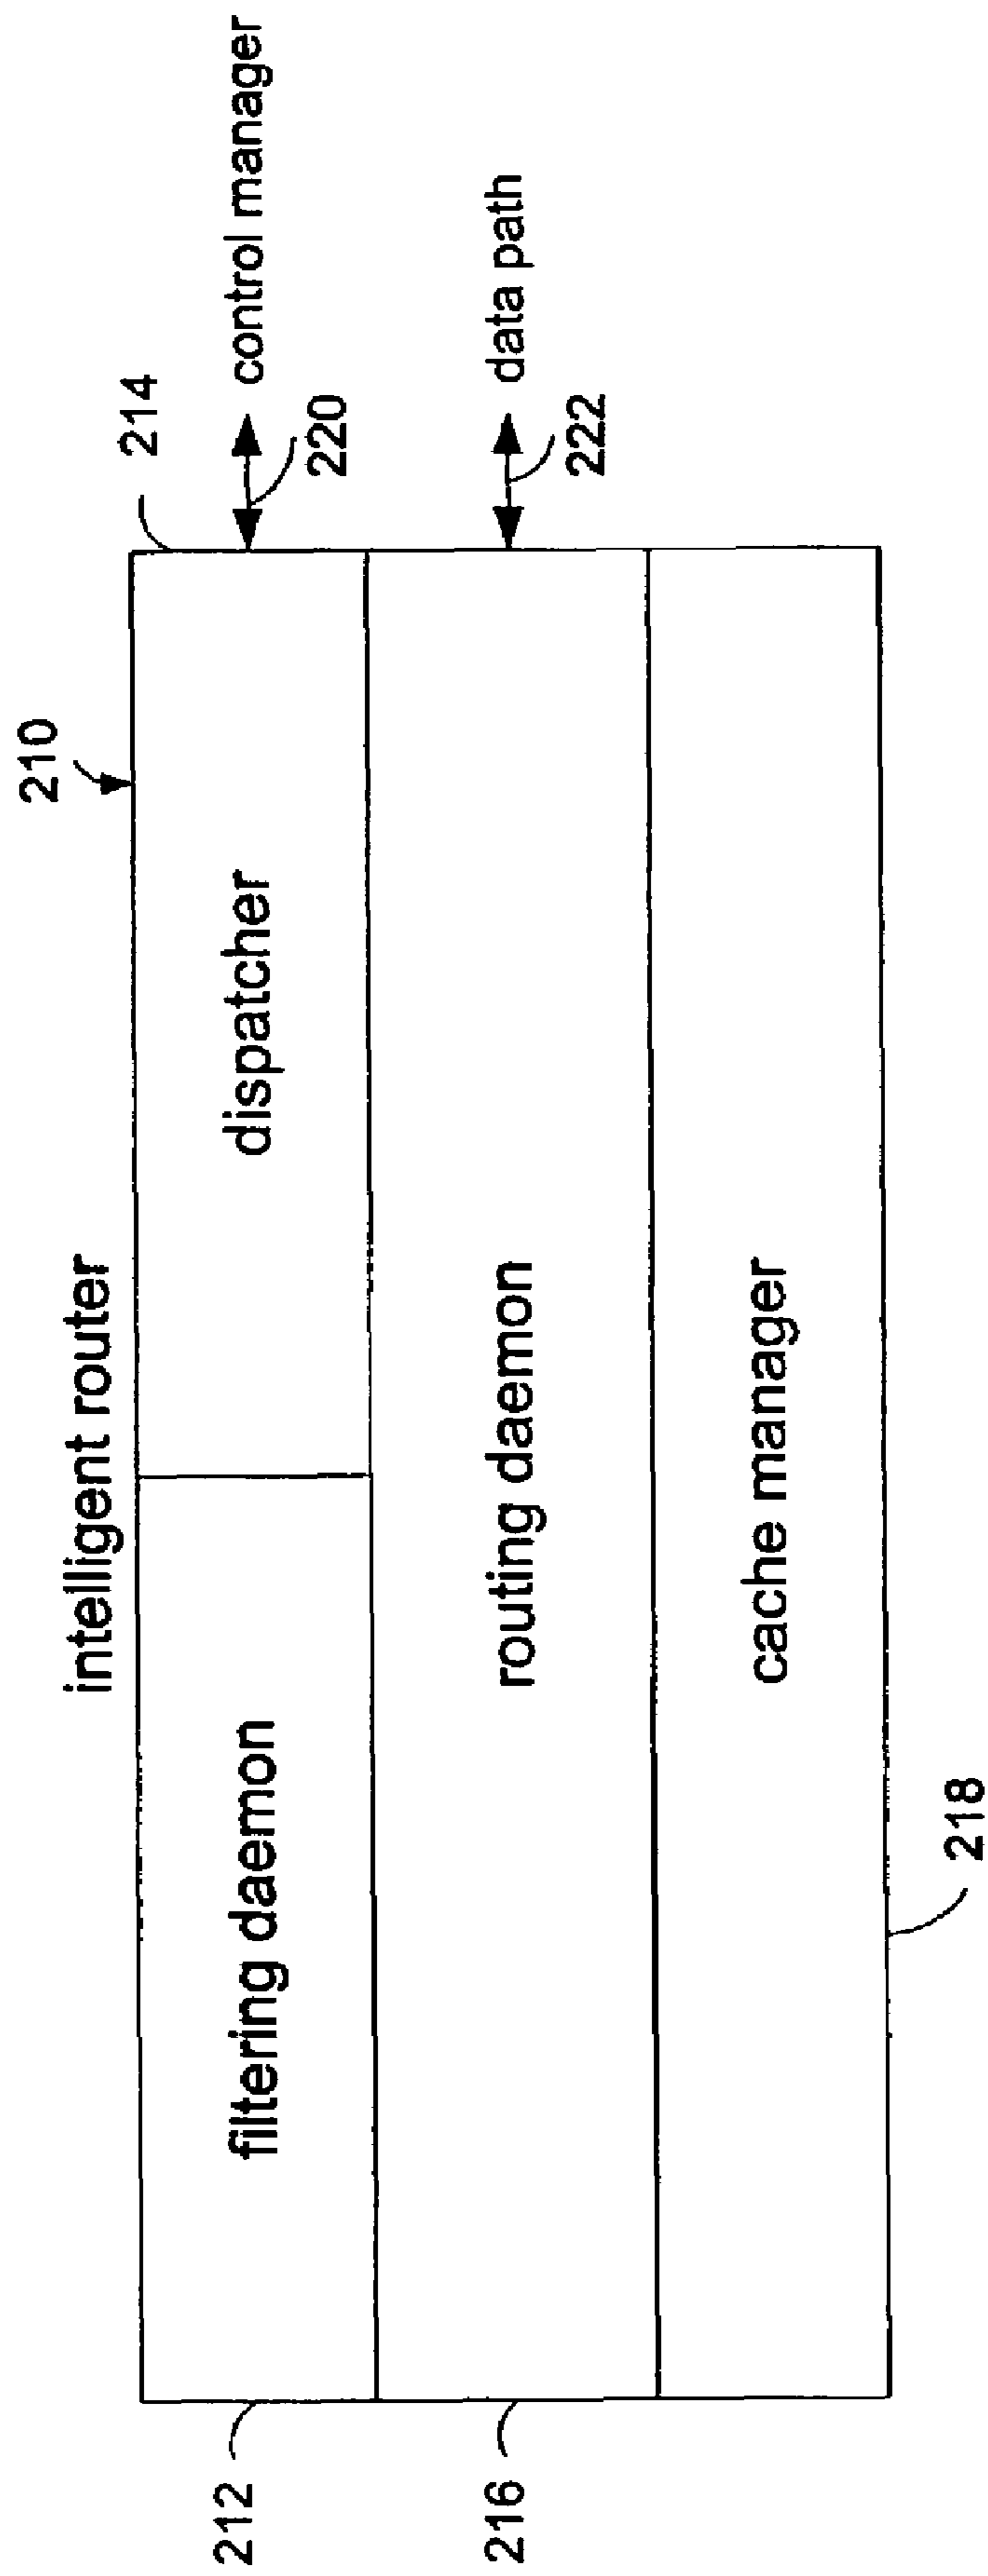 intelligent router
210
214
filtering daemon
dispatcher
control manager
220
212
routing daemon
data path
222
216
cache manager
218